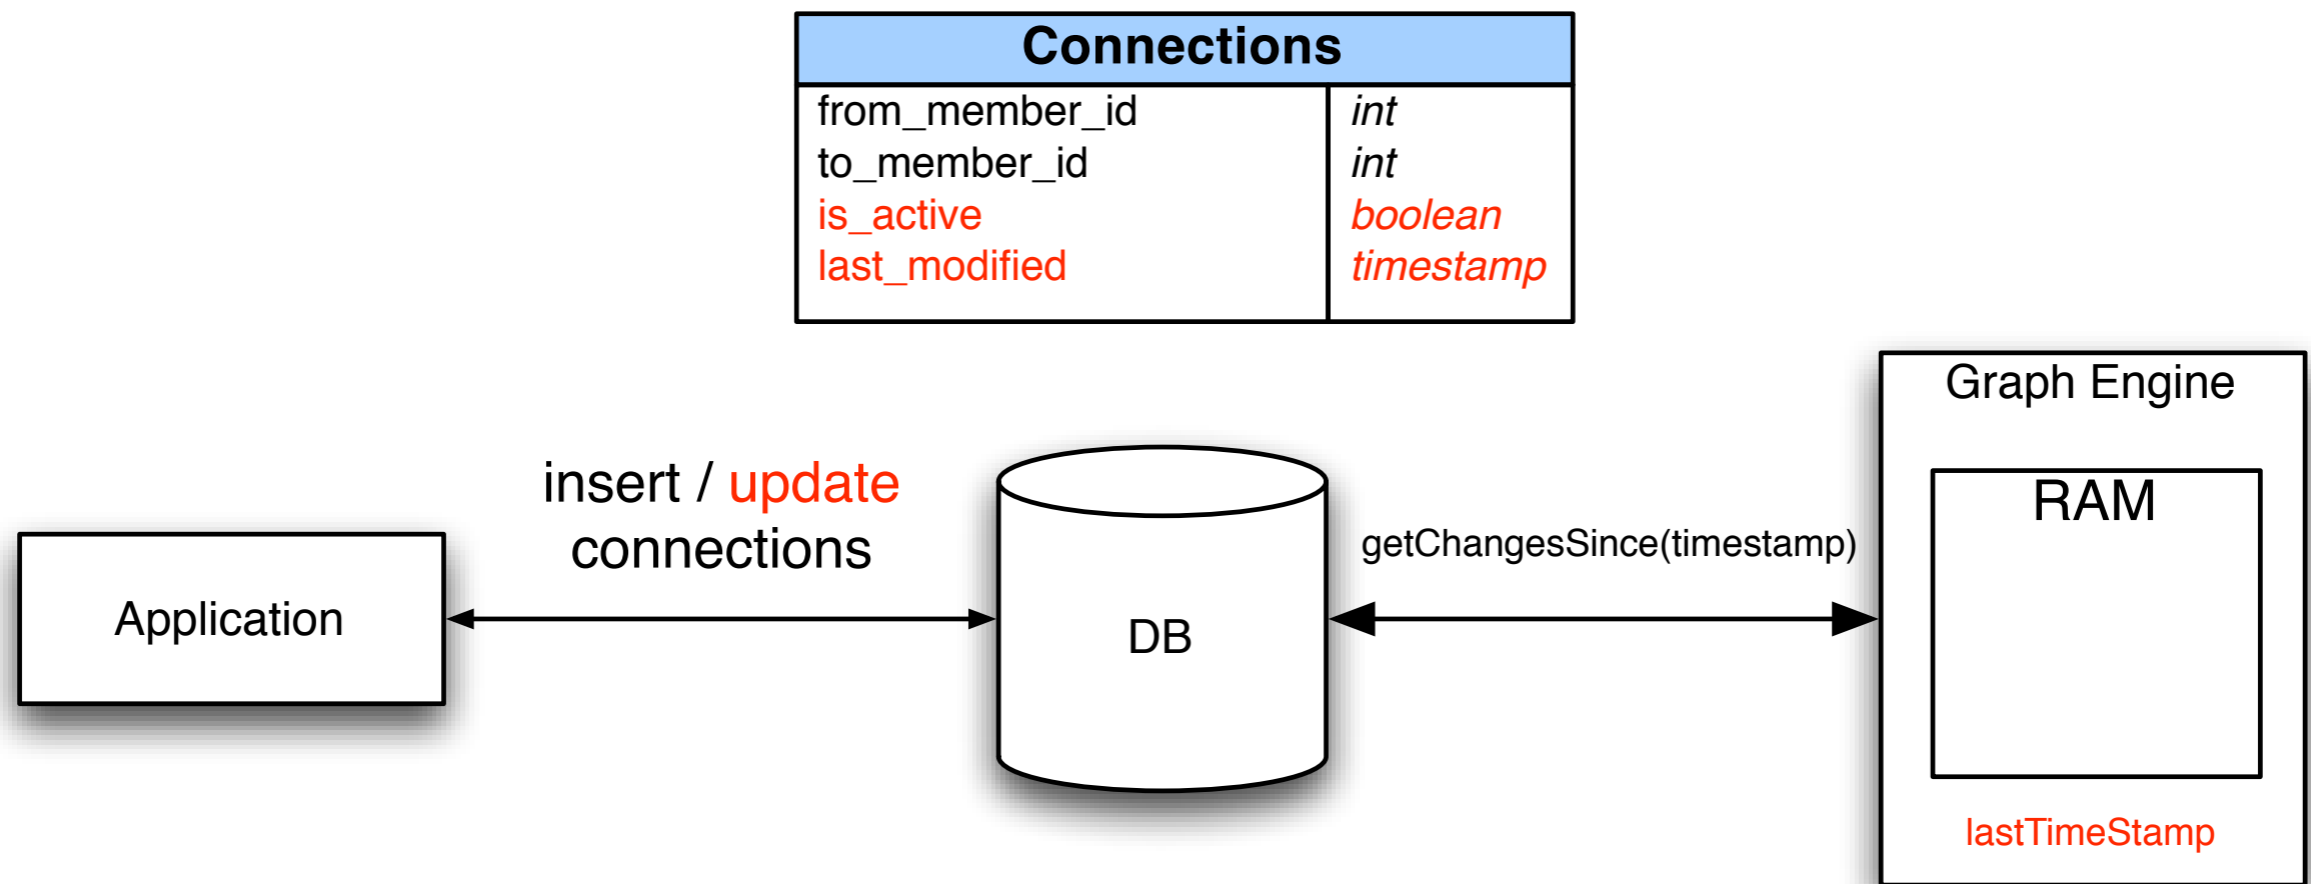 Connections
from_member_id int
to_member_id int
is_active boolean
last_modified timestamp
Graph Engine
RAM
insert / update
connections
getChangesSince(timestamp)
Application
DB
lastTimeStamp